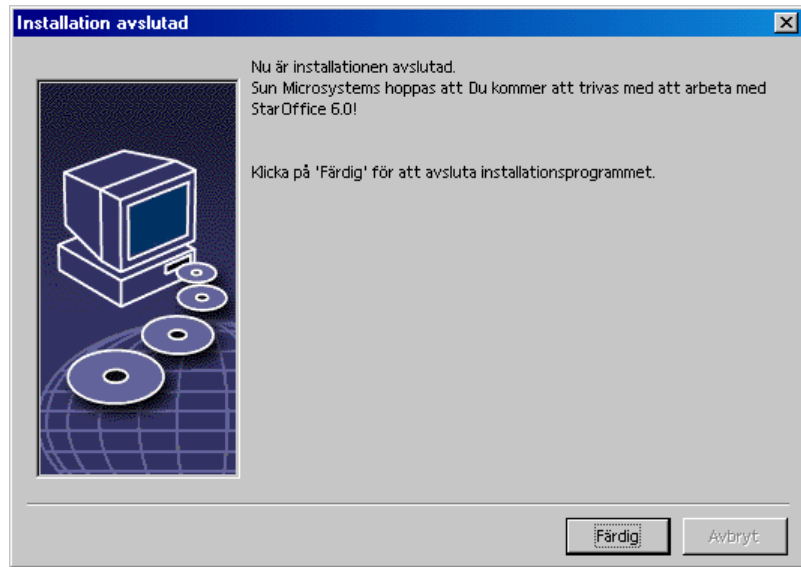 Installation avslutad
Nu är installationen avslutad.
Sun Microsystems hoppas att Du kommer att trivas med att arbeta med
StarOffice 6.0!
Klicka på 'Färdig' för att avsluta installationsprogrammet.
Färdig
Avbryt